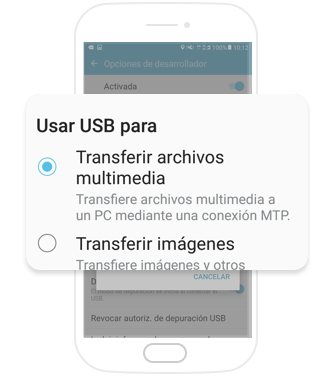 100% 10:12
Opciones de desarrollador
Activada
Usar USB para
Transferir archivos
multimedia
Transfiere archivos multimedia a
un PC mediante una conexión MTP.
Transferir imágenes
Transfiere imágenes y otros
CANCELAR
USB.
Revocar autoriz. de depuración USB